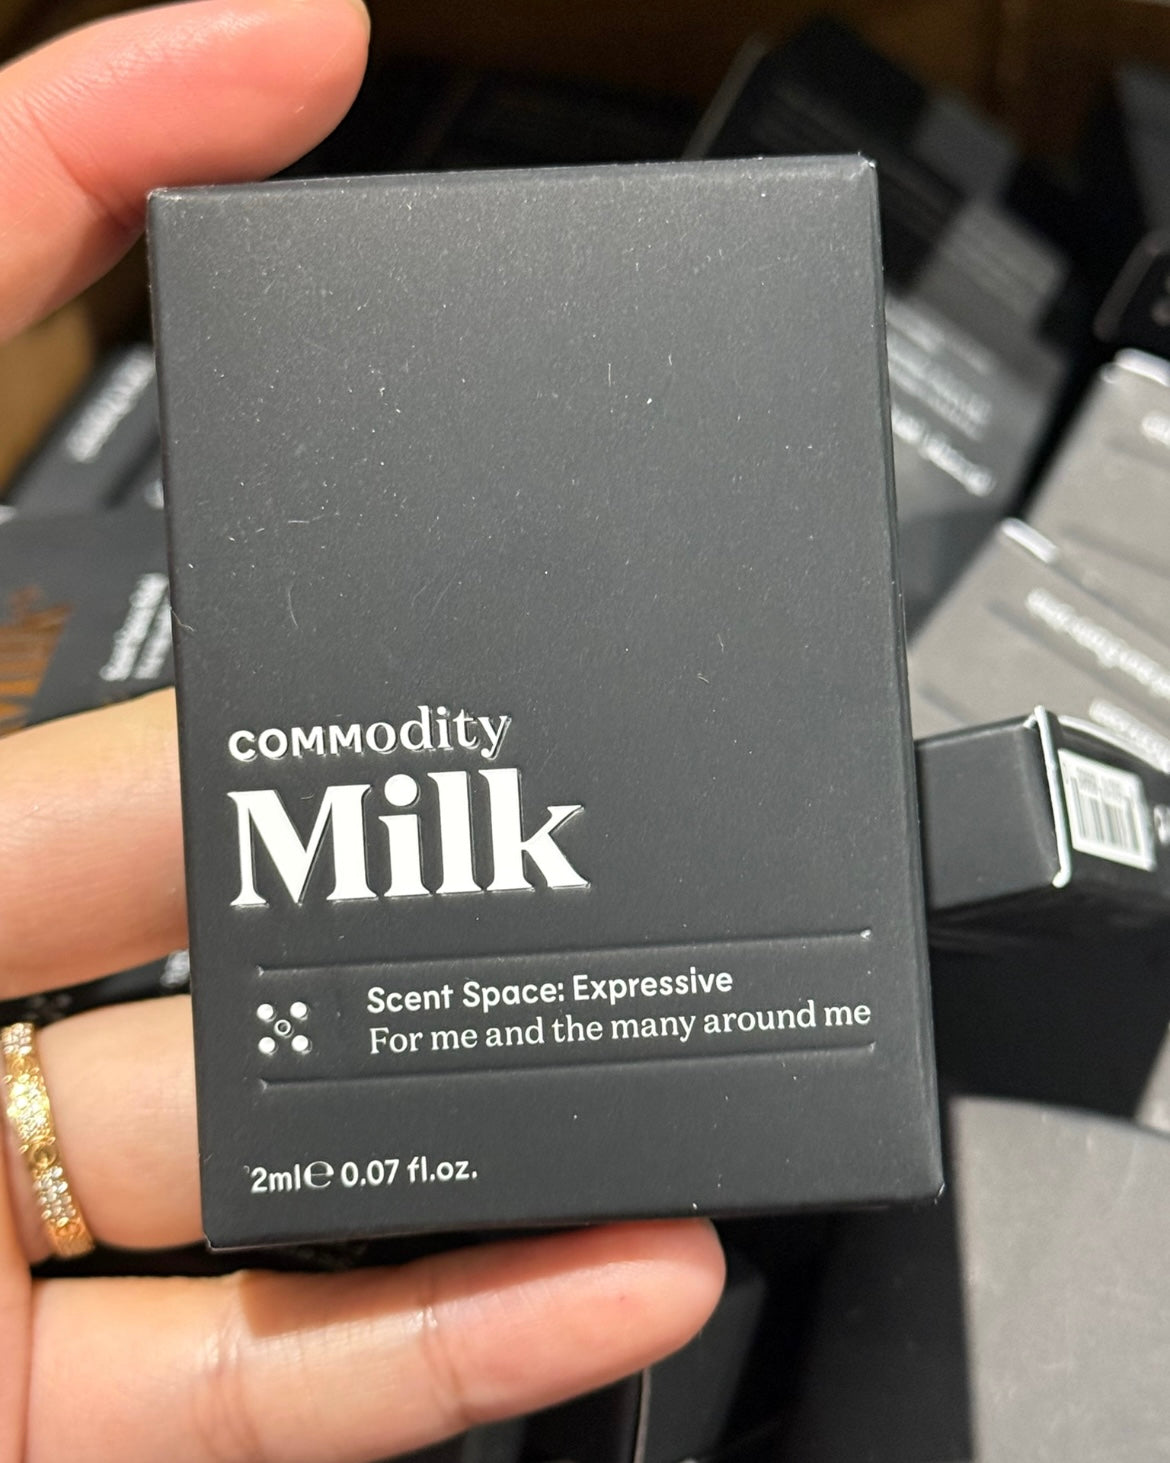 COMModity
Milk
Scent Space: Expressive
For me and the many around me
2ml℮ 0.07 fl.oz.